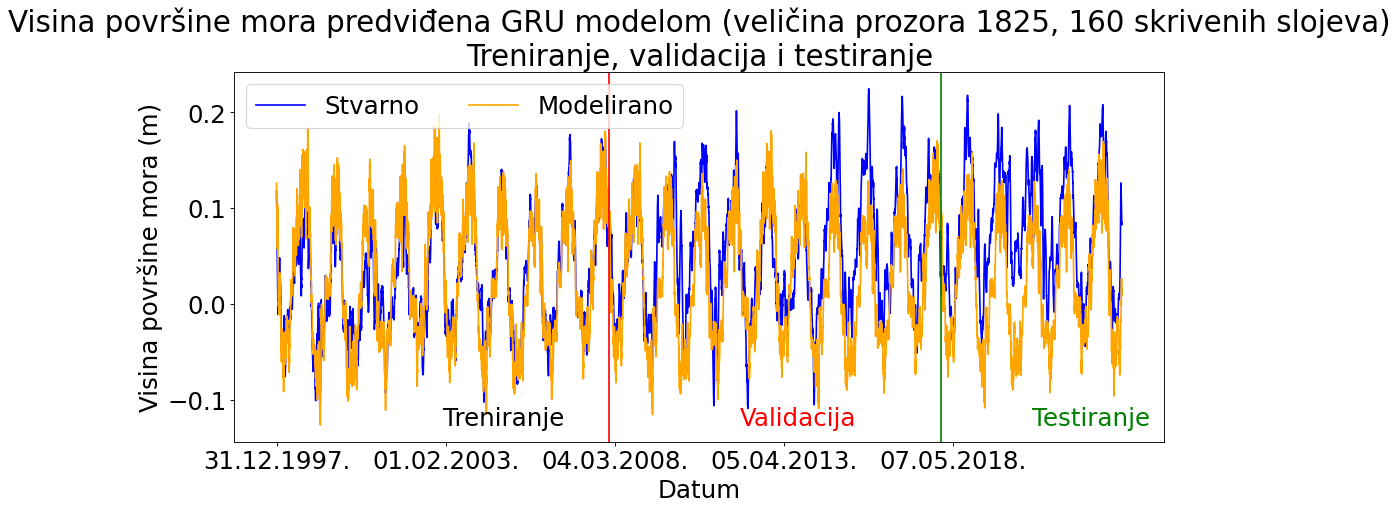 Visina površine mora predviđena GRU modelom (veličina prozora 1825, 160 skrivenih slojeva)
Treniranje, validacija i testiranje
Stvarno Modelirano
Visina površine mora (m)
0.2
0.1
0.0
−0.1
Treniranje Validacija Testiranje
31.12.1997. 01.02.2003. 04.03.2008. 05.04.2013. 07.05.2018.
Datum